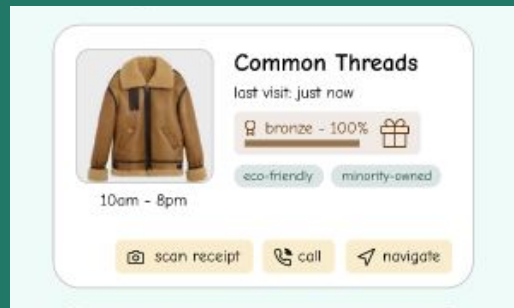 Common Threads
last visit: just now
bronze - 100%
eco-friendly minority-owned
10am - 8pm
scan receipt call navigate